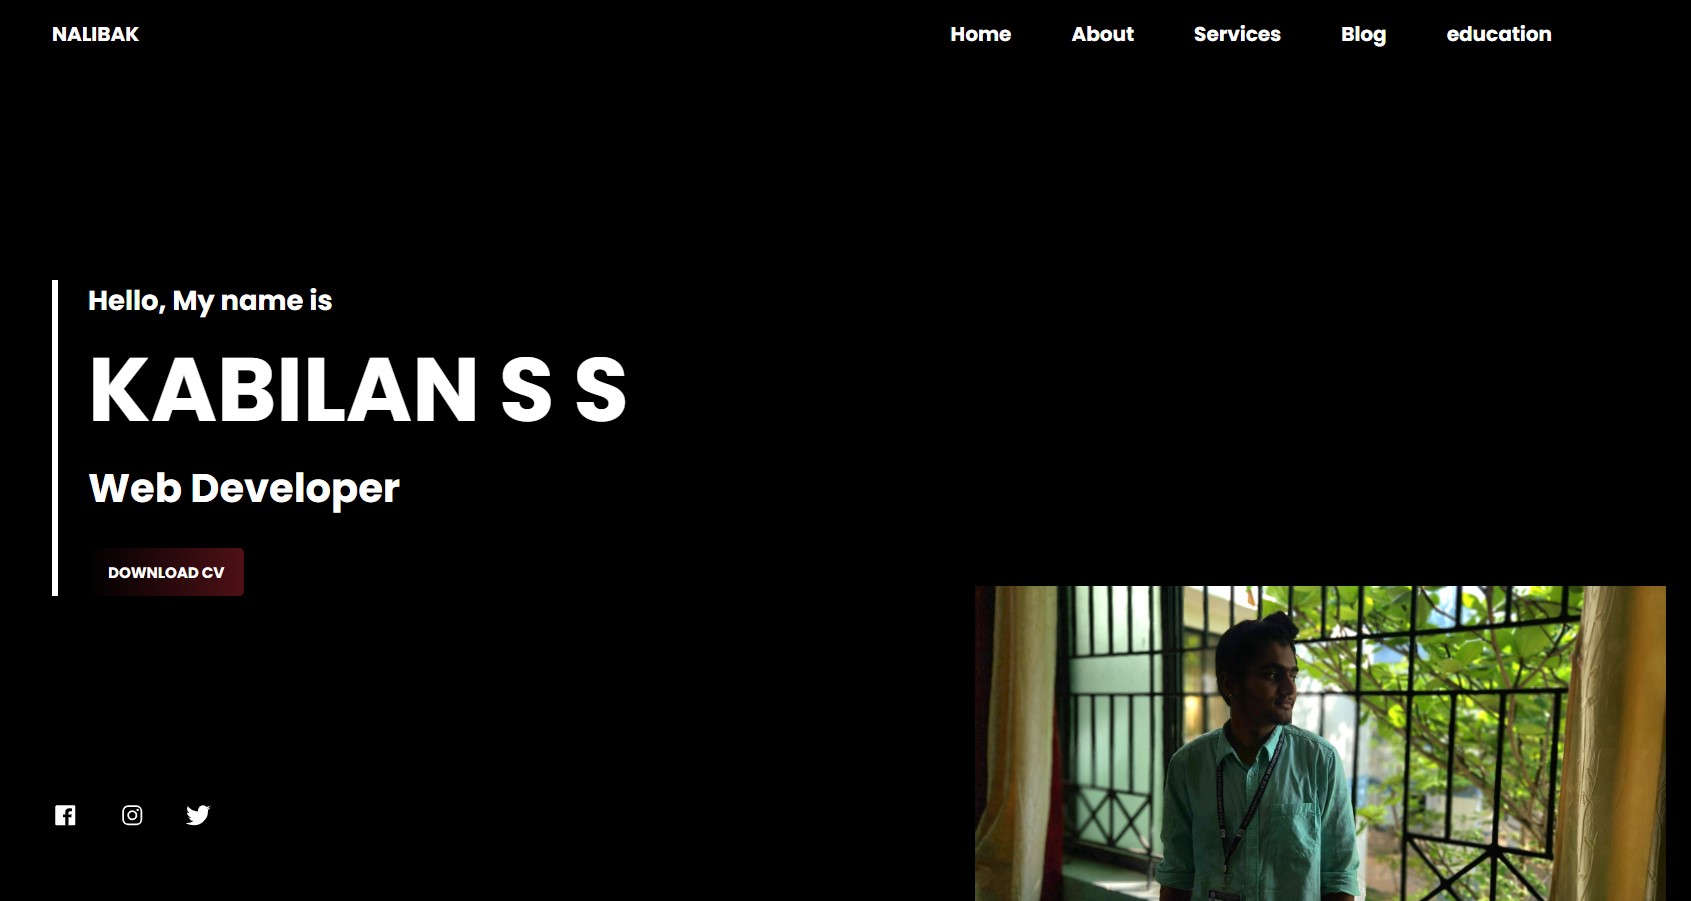 NALIBAK
Home About Services Blog education
Hello, My name is
KABILAN S S
Web Developer
DOWNLOAD CV